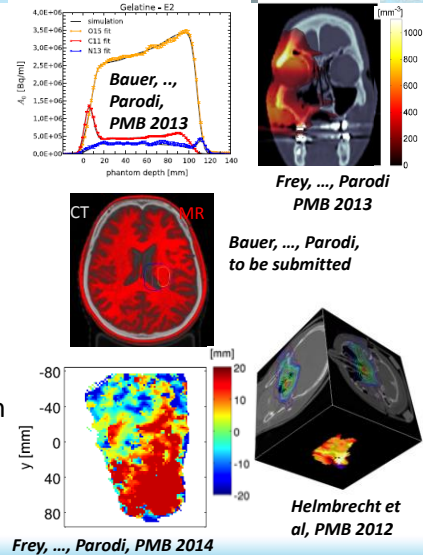 Gelatine - E2
4,0E+06
3,5E+06
3,0E+06
2,5E+06
2,0E+06
1,5E+06
1,0E+06
5,0E+05
0,0E+00
simulation
O15 fit
C11 fit
N13 fit
Bauer, ..,
Parodi,
PMB 2013
0 20 40 60 80 100 120 140
phantom depth [mm]
[mm⁻³]
1000
800
600
400
200
0
Frey, …, Parodi
PMB 2013
CT
MR
Bauer, …, Parodi,
to be submitted
[mm]
-80
-40
0
40
80
y [mm]
20
10
0
-10
-20
Helmbrecht et
al, PMB 2012
Frey, …, Parodi, PMB 2014